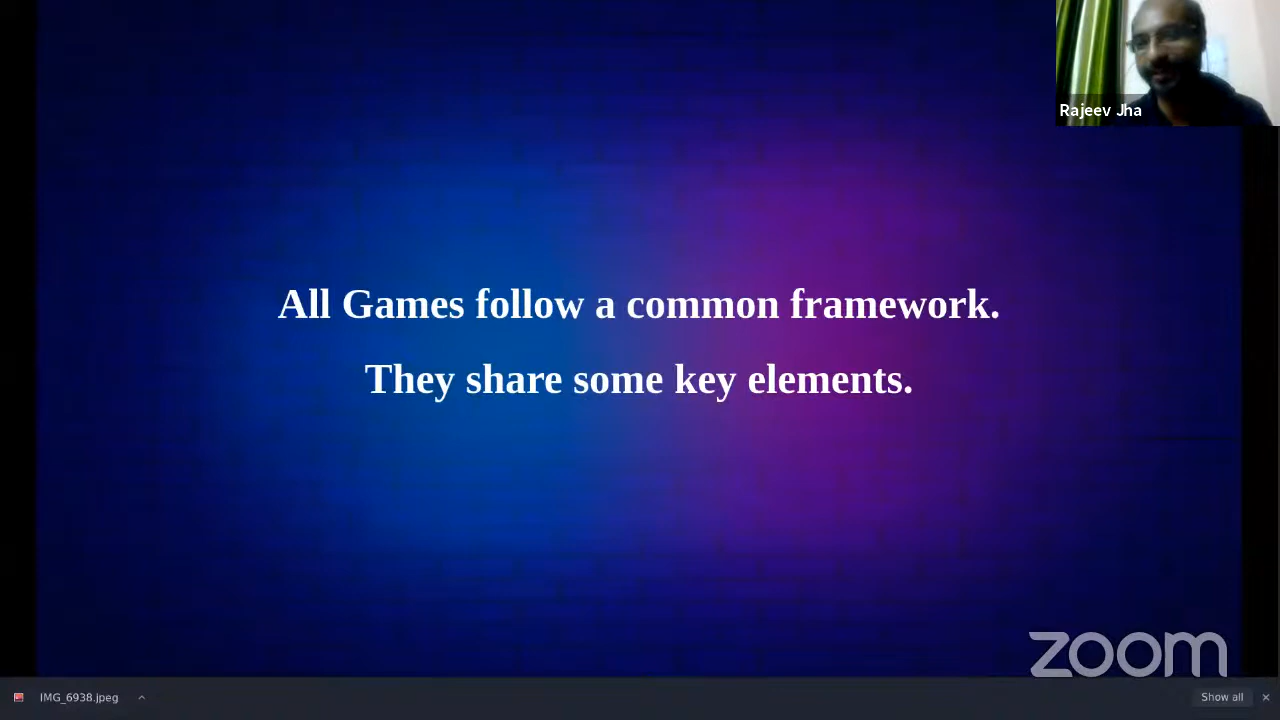 Rajeev Jha
All Games follow a common framework.
They share some key elements.
zoom
IMG_6938.jpeg
Show all